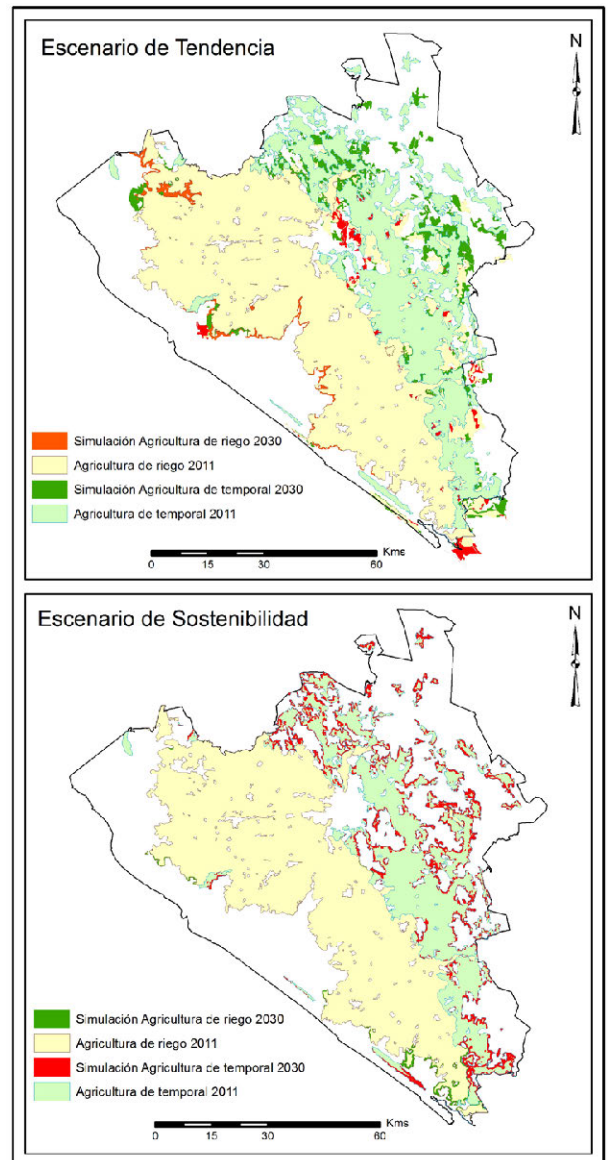 Escenario de Tendencia
N
Simulación Agricultura de riego 2030
Agricultura de riego 2011
Simulación Agricultura de temporal 2030
Agricultura de temporal 2011
Kms
0 15 30 60
Escenario de Sostenibilidad
N
Simulación Agricultura de riego 2030
Agricultura de riego 2011
Simulación Agricultura de temporal 2030
Agricultura de temporal 2011
Kms
0 15 30 60